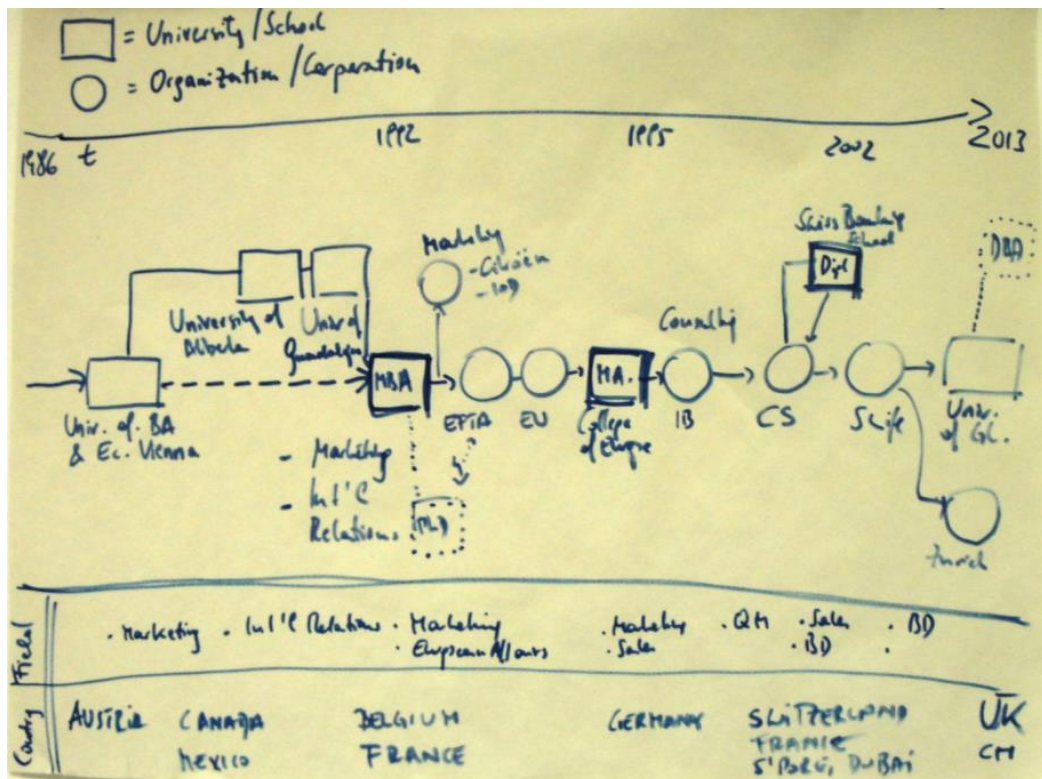 = University/School
= Organization/Corporation
1986 t 1992 1995 2002 2013
Swiss Banking
School
Marketing
- Citroën
- IoD
DBA
Dipl
University of
Alberta
Univ. of
Consulting
MBA
MA.
EFTA EU
College
of Europe
IB
CS
Univ. of BA
& Ec. Vienna
Univ.
of GL.
- Marketing
- Int'l
Relations
PhD
Zurich
Field
· Marketing · Int'l Relations · Marketing
· European Affairs
· Marketing
· Sales
· QM · Sales
· BD
· BD
·
Country
AUSTRIA CANADA
MEXICO
BELGIUM
FRANCE
GERMANY
SWITZERLAND
FRANCE
S'PORE, DUBAI
UK
CH